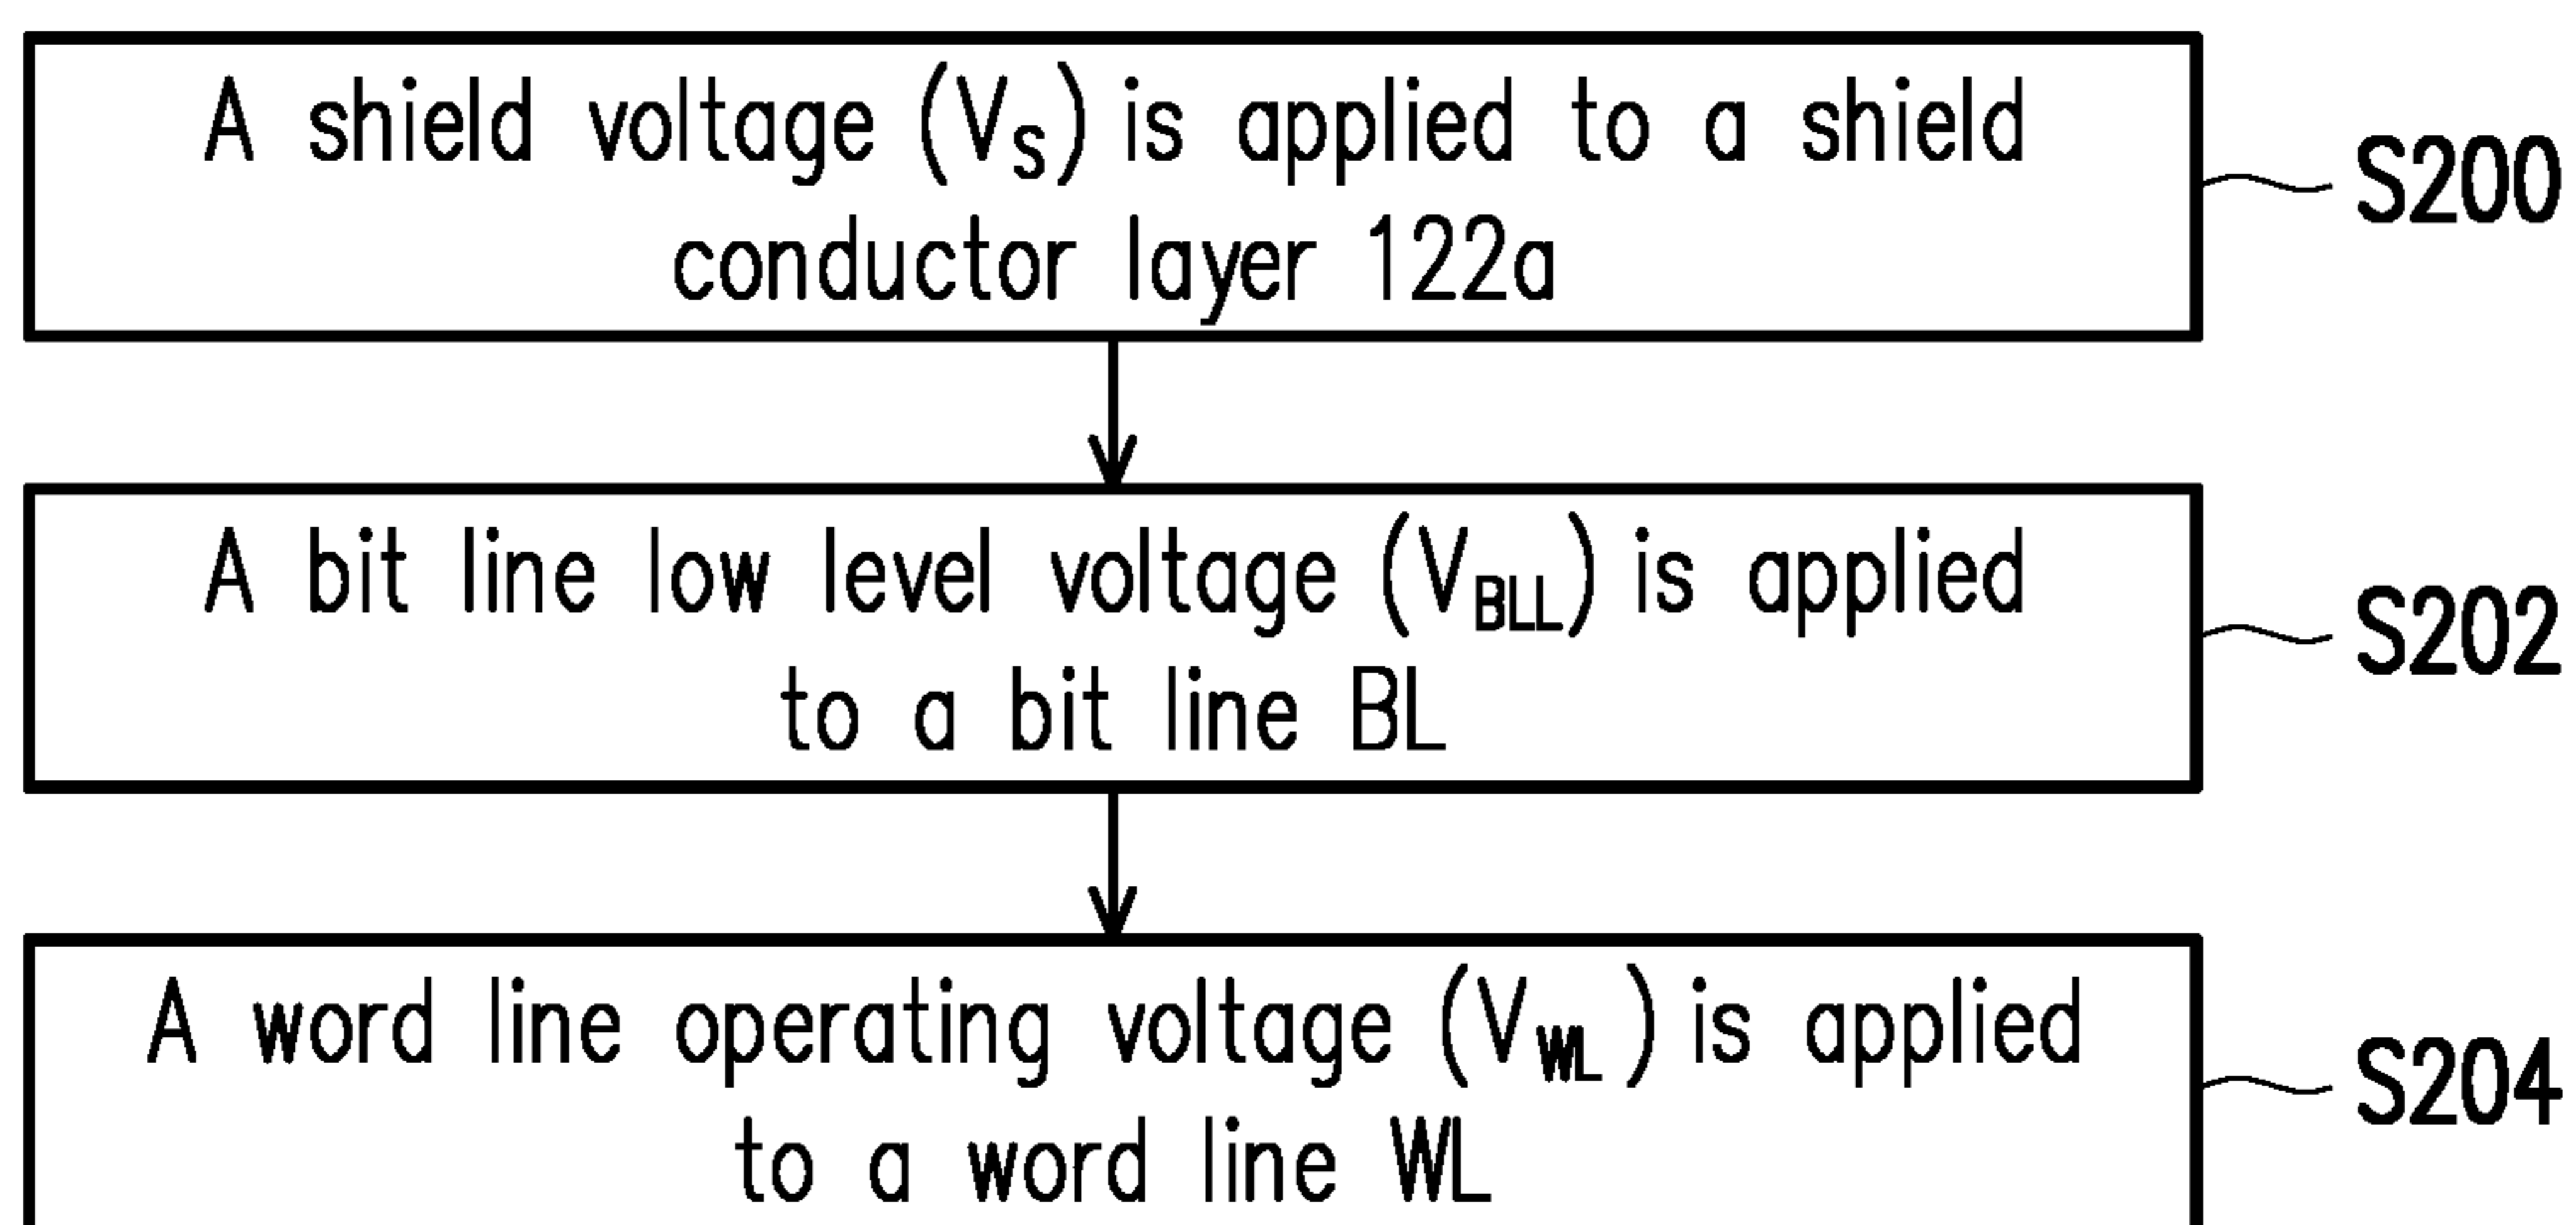 A shield voltage (VS) is applied to a shield
conductor layer 122a
S200
A bit line low level voltage (VBLL) is applied
to a bit line BL
S202
A word line operating voltage (VWL) is applied
to a word line WL
S204